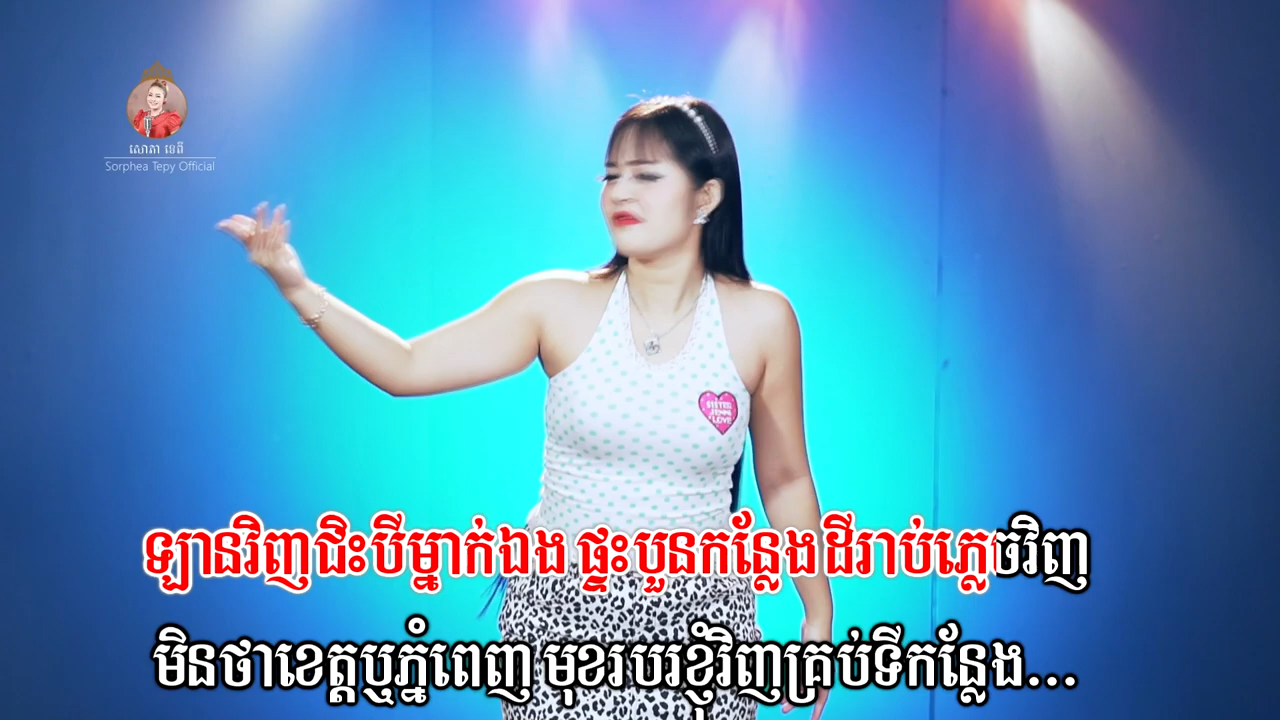 សោភា ទេពី
Sorphea Tepy Official
SISTER
JENNI
LOVE
ឡានវិញជិះបីម្នាក់ឯង ផ្ទះបួនកន្លែង ដីរាប់ភ្លេចវិញ
មិនថាខេត្តឬភ្នំពេញ មុខរបរខ្ញុំវិញគ្រប់ទីកន្លែង...